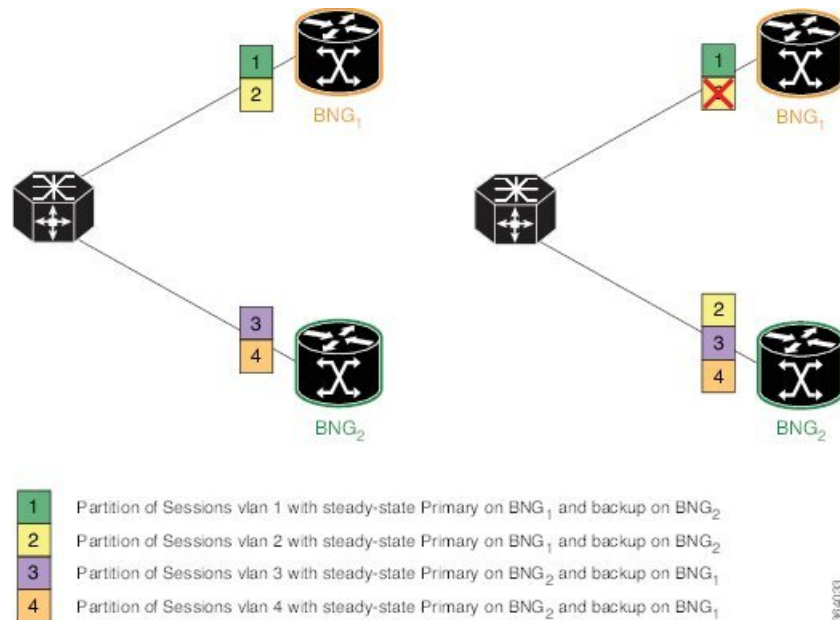 1
2
BNG1
3
4
BNG2
1
BNG1
2
3
4
BNG2
1 Partition of Sessions vlan 1 with steady-state Primary on BNG1 and backup on BNG2
2 Partition of Sessions vlan 2 with steady-state Primary on BNG1 and backup on BNG2
3 Partition of Sessions vlan 3 with steady-state Primary on BNG2 and backup on BNG1
4 Partition of Sessions vlan 4 with steady-state Primary on BNG2 and backup on BNG1